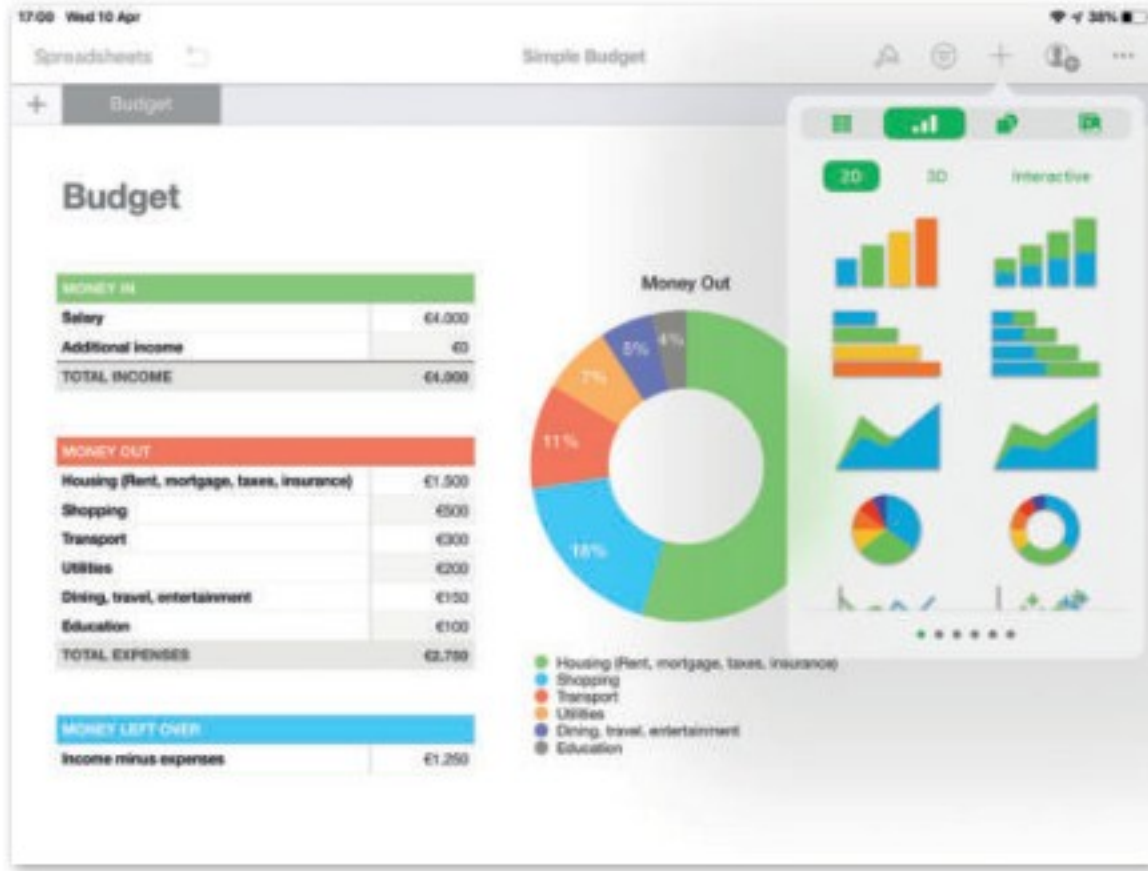 17:00 Wed 10 Apr
38%
Spreadsheets
Simple Budget
Budget
2D
3D
Interactive
Budget
MONEY IN
Salary €4.000
Additional income €0
TOTAL INCOME €4.000
MONEY OUT
Housing (Rent, mortgage, taxes, insurance) €1.500
Shopping €500
Transport €300
Utilities €200
Dining, travel, entertainment €150
Education €100
TOTAL EXPENSES €2.750
MONEY LEFT OVER
Income minus expenses €1.250
Money Out
4%
5%
7%
11%
18%
Housing (Rent, mortgage, taxes, insurance)
Shopping
Transport
Utilities
Dining, travel, entertainment
Education